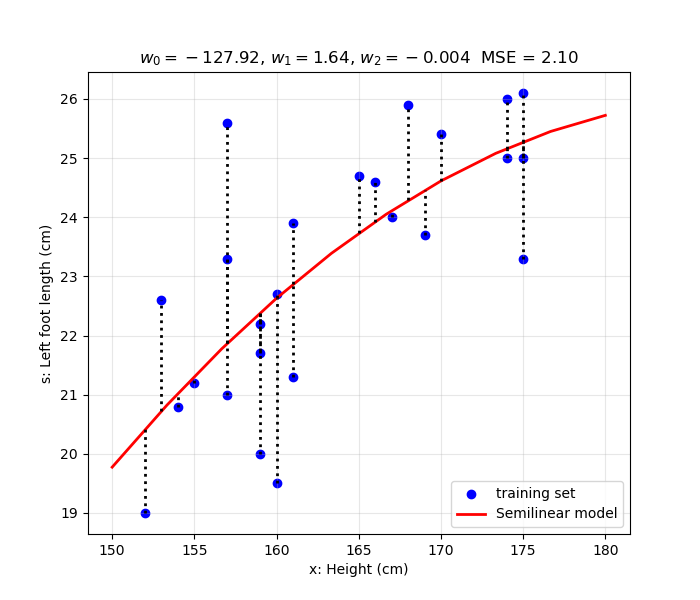 w₀ = −127.92, w₁ = 1.64, w₂ = −0.004 MSE = 2.10
s: Left foot length (cm)
26
25
24
23
22
21
20
19
training set
Semilinear model
150 155 160 165 170 175 180
x: Height (cm)